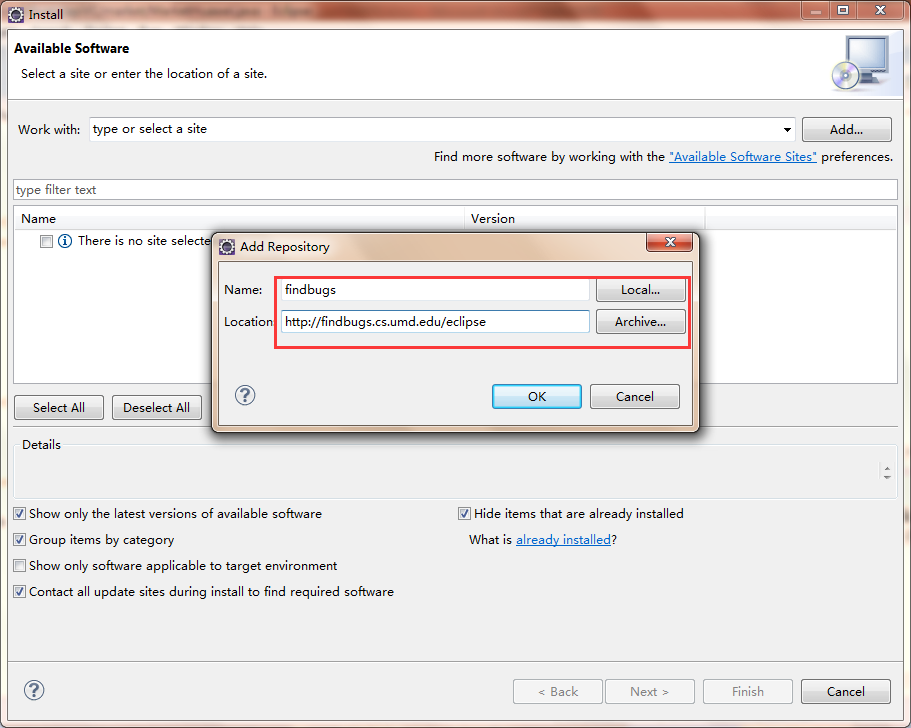 Install
Available Software
Select a site or enter the location of a site.
Work with: type or select a site Add...
Find more software by working with the "Available Software Sites" preferences.
type filter text
Name Version
There is no site selecte
Add Repository
Name: findbugs Local...
Location: http://findbugs.cs.umd.edu/eclipse Archive...
? OK Cancel
Select All Deselect All
Details
Show only the latest versions of available software Hide items that are already installed
Group items by category What is already installed?
Show only software applicable to target environment
Contact all update sites during install to find required software
? < Back Next > Finish Cancel